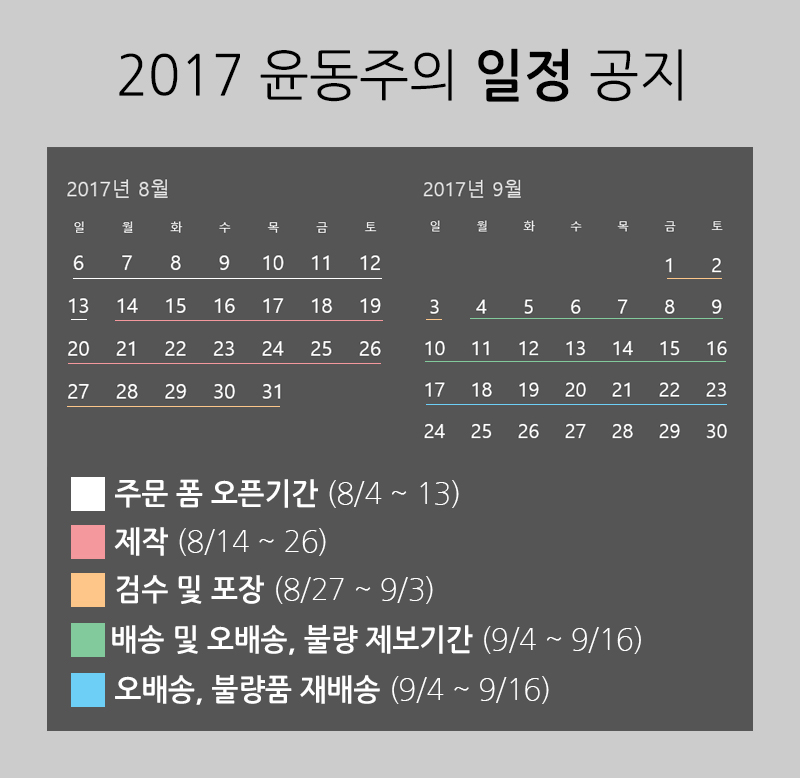 2017 윤동주의 일정 공지
2017년 8월
일 월 화 수 목 금 토
6 7 8 9 10 11 12
13 14 15 16 17 18 19
20 21 22 23 24 25 26
27 28 29 30 31
2017년 9월
일 월 화 수 목 금 토
1 2
3 4 5 6 7 8 9
10 11 12 13 14 15 16
17 18 19 20 21 22 23
24 25 26 27 28 29 30
주문 폼 오픈기간 (8/4 ~ 13)
제작 (8/14 ~ 26)
검수 및 포장 (8/27 ~ 9/3)
배송 및 오배송, 불량 제보기간 (9/4 ~ 9/16)
오배송, 불량품 재배송 (9/4 ~ 9/16)